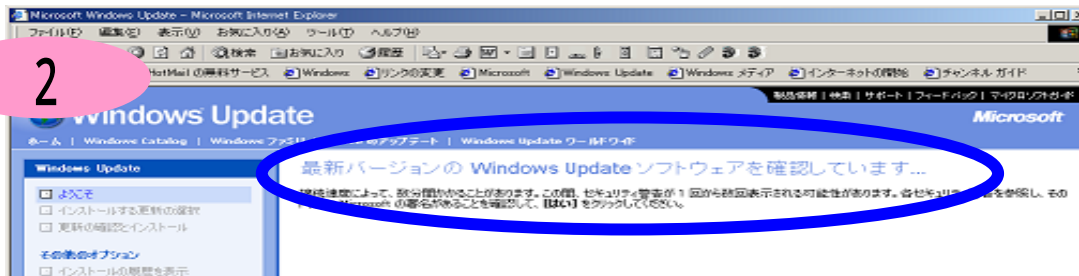 Microsoft Windows Update - Microsoft Internet Explorer
ファイル(F) 編集(E) 表示(V) お気に入り(A) ツール(T) ヘルプ(H)
検索 お気に入り 履歴
2
HotMail の無料サービス Windows リンクの変更 Microsoft Windows Update Windows メディア インターネットの開始 チャンネル ガイド
製品情報 | 検索 | サポート | フィードバック | マイクロソフトガイド
Windows Update
Microsoft
ホーム | Windows Catalog | Windows ファミリ のアップデート | Windows Update ワールドワイド
Windows Update
最新バージョンの Windows Update ソフトウェアを確認しています...
ようこそ
接続速度によって、数分間かかることがあります。この間、セキュリティ警告が 1 回から数回表示される可能性があります。各セキュリティ を参照し、その
Microsoft の署名があることを確認して、[はい] をクリックしてください。
インストールする更新の選択
更新の確認とインストール
その他のオプション
インストールの履歴を表示